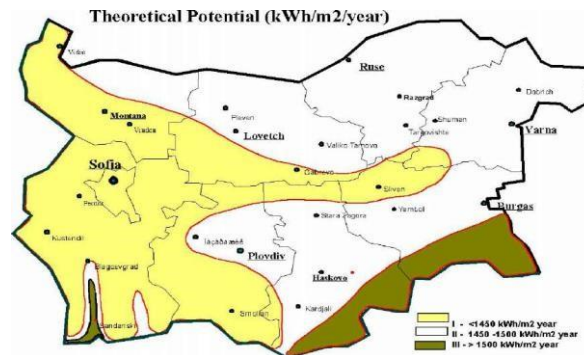 Theoretical Potential (kWh/m2/year)
Vidin
Ruse
Montana
Vratza
Pleven
Lovetch
Razgrad
Dobrich
Shumen
Targovishte
Varna
Veliko Tarnovo
Sofia
Gabrovo
Sliven
Pernik
Burgas
Yambol
Stara Zagora
Kustendil
Plovdiv
Blagoevgrad
Haskovo
Sandanski
Smolian
Kardjali
I - <1450 kWh/m2 year
II - 1450 -1500 kWh/m2 year
III - > 1500 kWh/m2 year